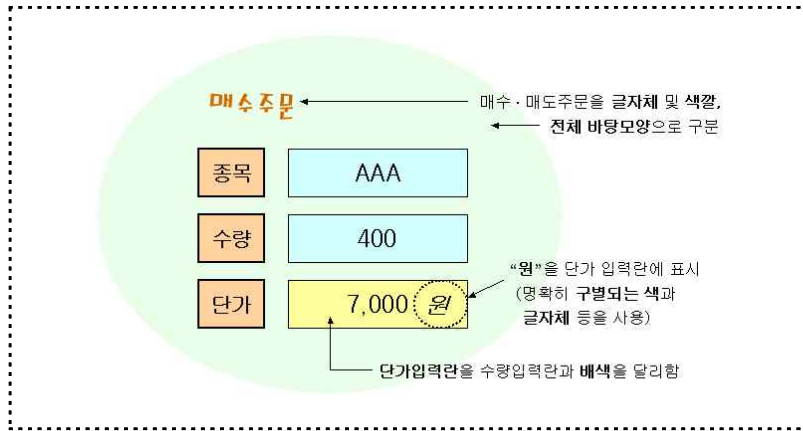 매수주문
매수 · 매도주문을 글자체 및 색깔,
전체 바탕모양으로 구분
종목
AAA
수량
400
단가
7,000 원
"원"을 단가 입력란에 표시
(명확히 구별되는 색과
글자체 등을 사용)
단가입력란을 수량입력란과 배색을 달리함